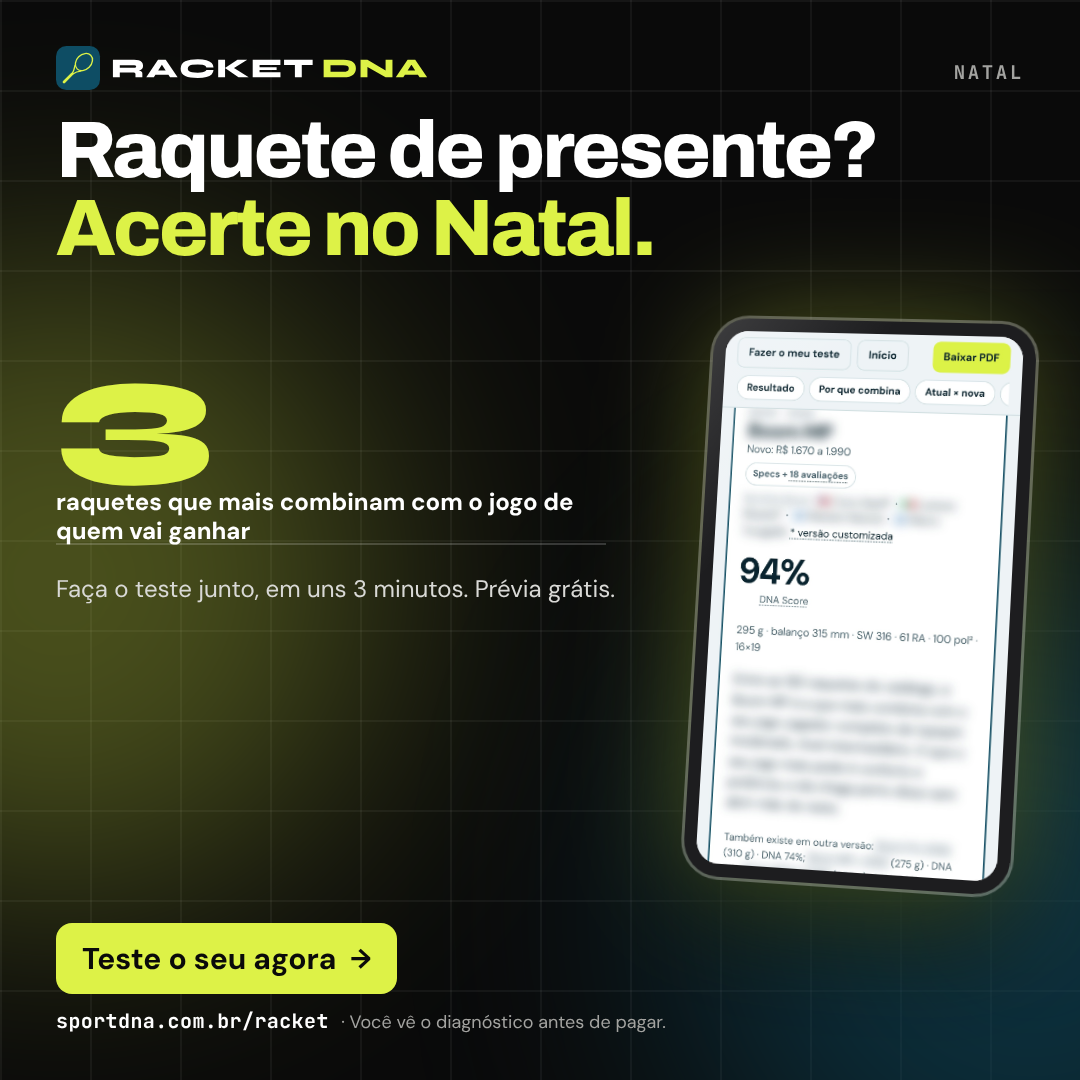 RACKET DNA
NATAL
Raquete de presente?
Acerte no Natal.
3
raquetes que mais combinam com o jogo de
quem vai ganhar
Faça o teste junto, em uns 3 minutos. Prévia grátis.
Fazer o meu teste
Início
Baixar PDF
Resultado
Por que combina
Atual × nova
Novo: R$ 1.670 a 1.990
Specs + 18 avaliações
* versão customizada
94%
DNA Score
295 g · balanço 315 mm · SW 316 · 61 RA · 100 pol² ·
16×19
Também existe em outra versão:
(310 g) · DNA 74%; (275 g) · DNA
Teste o seu agora →
sportdna.com.br/racket · Você vê o diagnóstico antes de pagar.